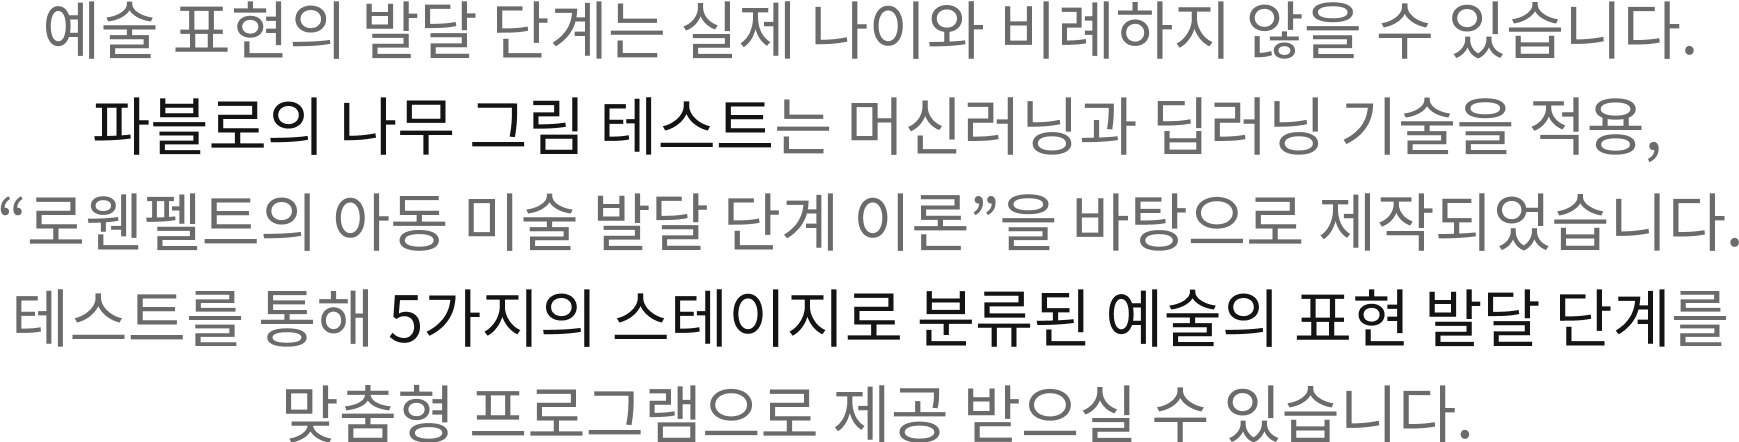 예술 표현의 발달 단계는 실제 나이와 비례하지 않을 수 있습니다.
파블로의 나무 그림 테스트는 머신러닝과 딥러닝 기술을 적용,
“로웬펠트의 아동 미술 발달 단계 이론”을 바탕으로 제작되었습니다.
테스트를 통해 5가지의 스테이지로 분류된 예술의 표현 발달 단계를
맞춤형 프로그램으로 제공 받으실 수 있습니다.